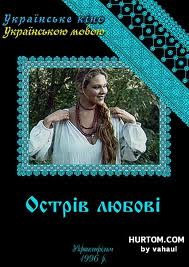 Українське кіно
Українською мовою
Острів любові
Укртелефільм
1996 р.
HURTOM.COM
by vahaul